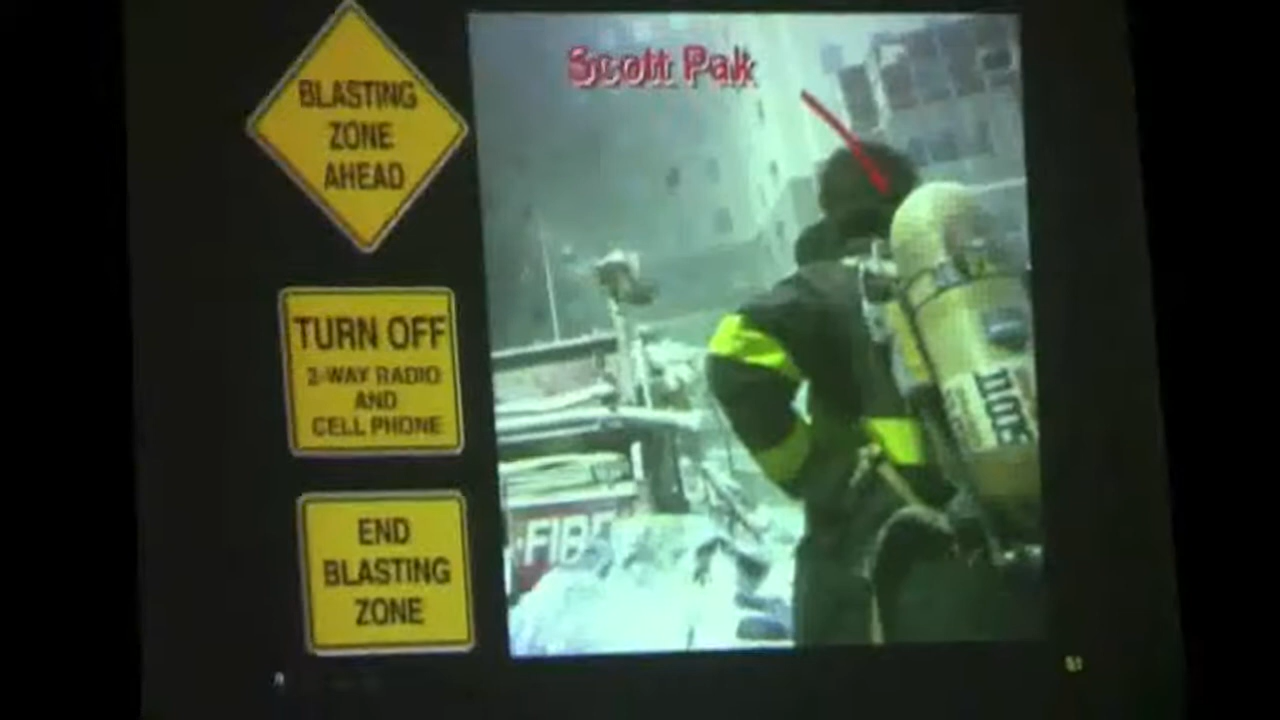 BLASTING
ZONE
AHEAD
TURN OFF
2-WAY RADIO
AND
CELL PHONE
END
BLASTING
ZONE
Scott Pak
FIRE